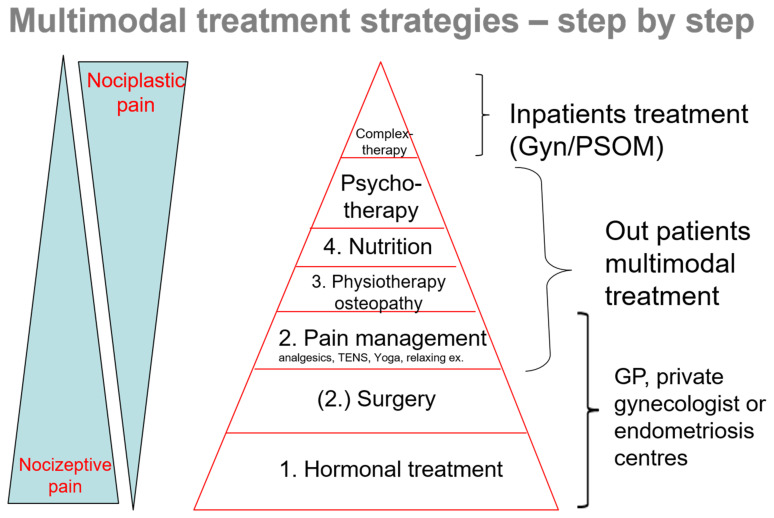 Multimodal treatment strategies – step by step
Nociplastic
pain
Nozizeptive
pain
Complex-
therapy
Psycho-
therapy
4. Nutrition
3. Physiotherapy
osteopathy
2. Pain management
analgesics, TENS, Yoga, relaxing ex.
(2.) Surgery
1. Hormonal treatment
Inpatients treatment
(Gyn/PSOM)
Out patients
multimodal
treatment
GP, private
gynecologist or
endometriosis
centres